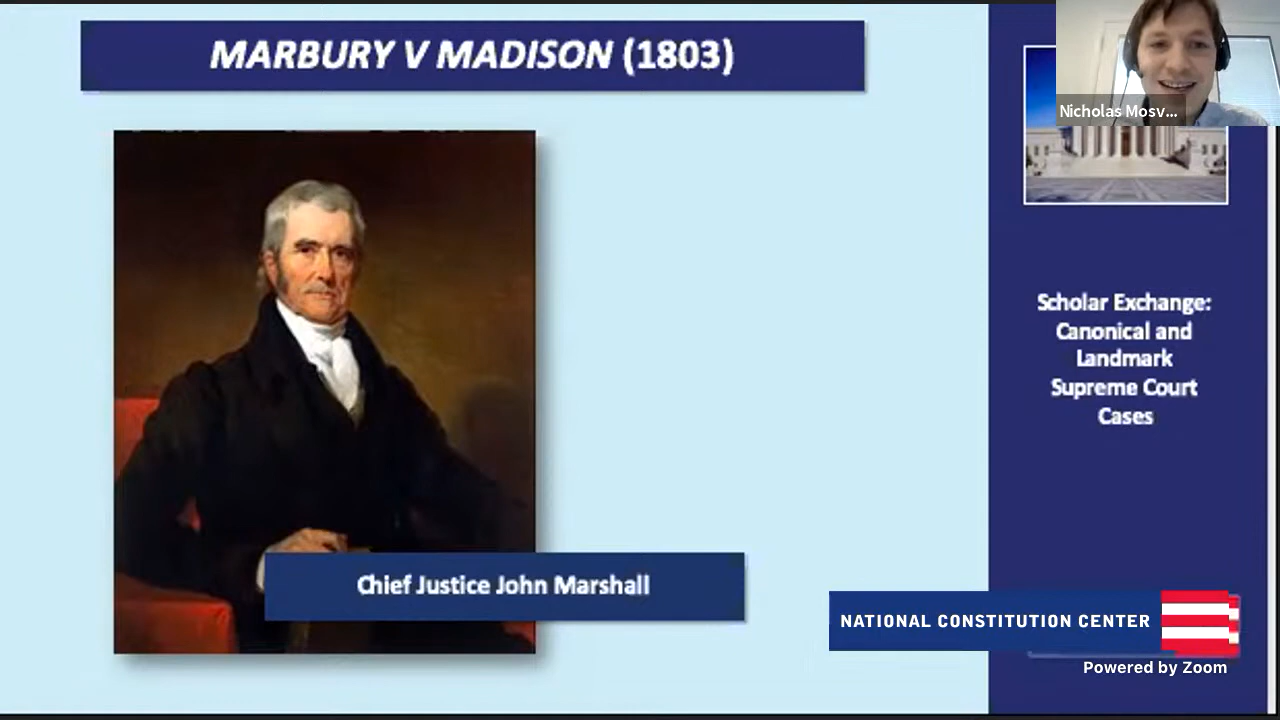 MARBURY V MADISON (1803)
Nicholas Mosv...
Scholar Exchange:
Canonical and
Landmark
Supreme Court
Cases
Chief Justice John Marshall
NATIONAL CONSTITUTION CENTER
Powered by Zoom